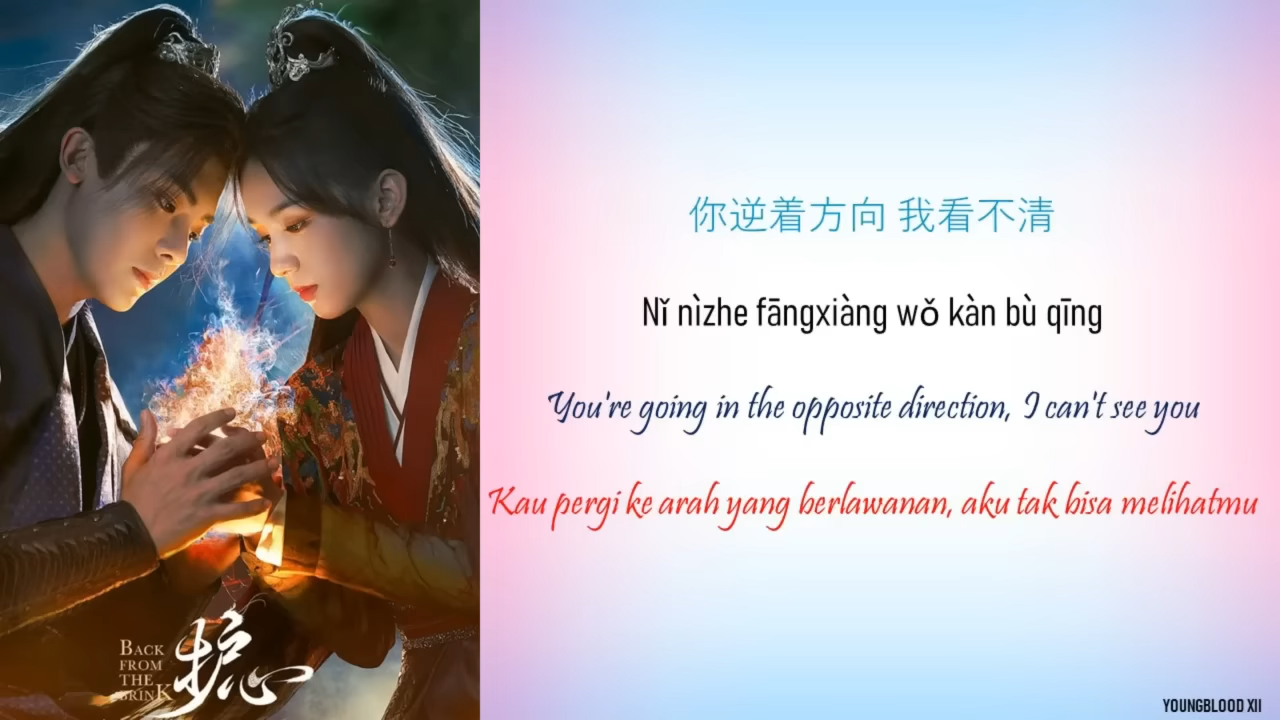 你逆着方向 我看不清
Nǐ nìzhe fāngxiàng wǒ kàn bù qīng
You're going in the opposite direction, I can't see you
Kau pergi ke arah yang berlawanan, aku tak bisa melihatmu
BACK
FROM
THE
BRINK
护心
YOUNGBLOOD XII